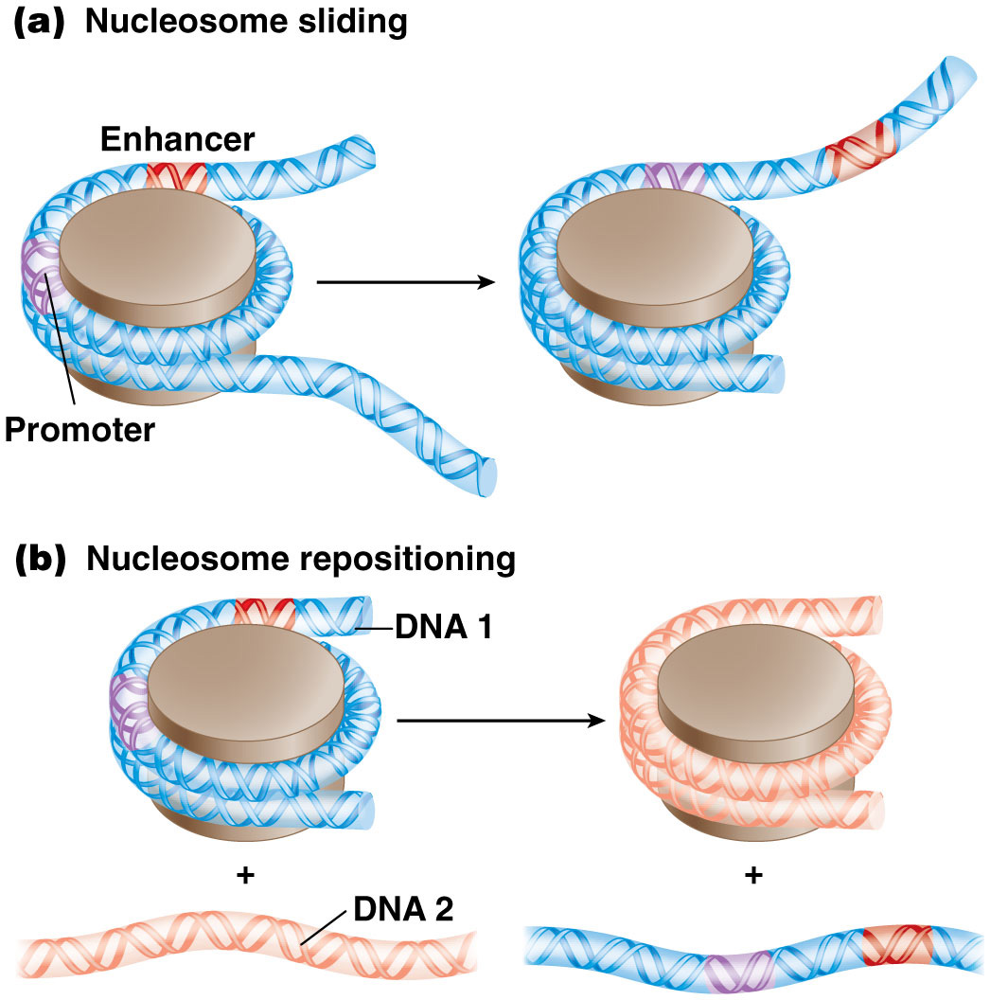 (a) Nucleosome sliding
Enhancer
Promoter
(b) Nucleosome repositioning
DNA 1
+
+
DNA 2